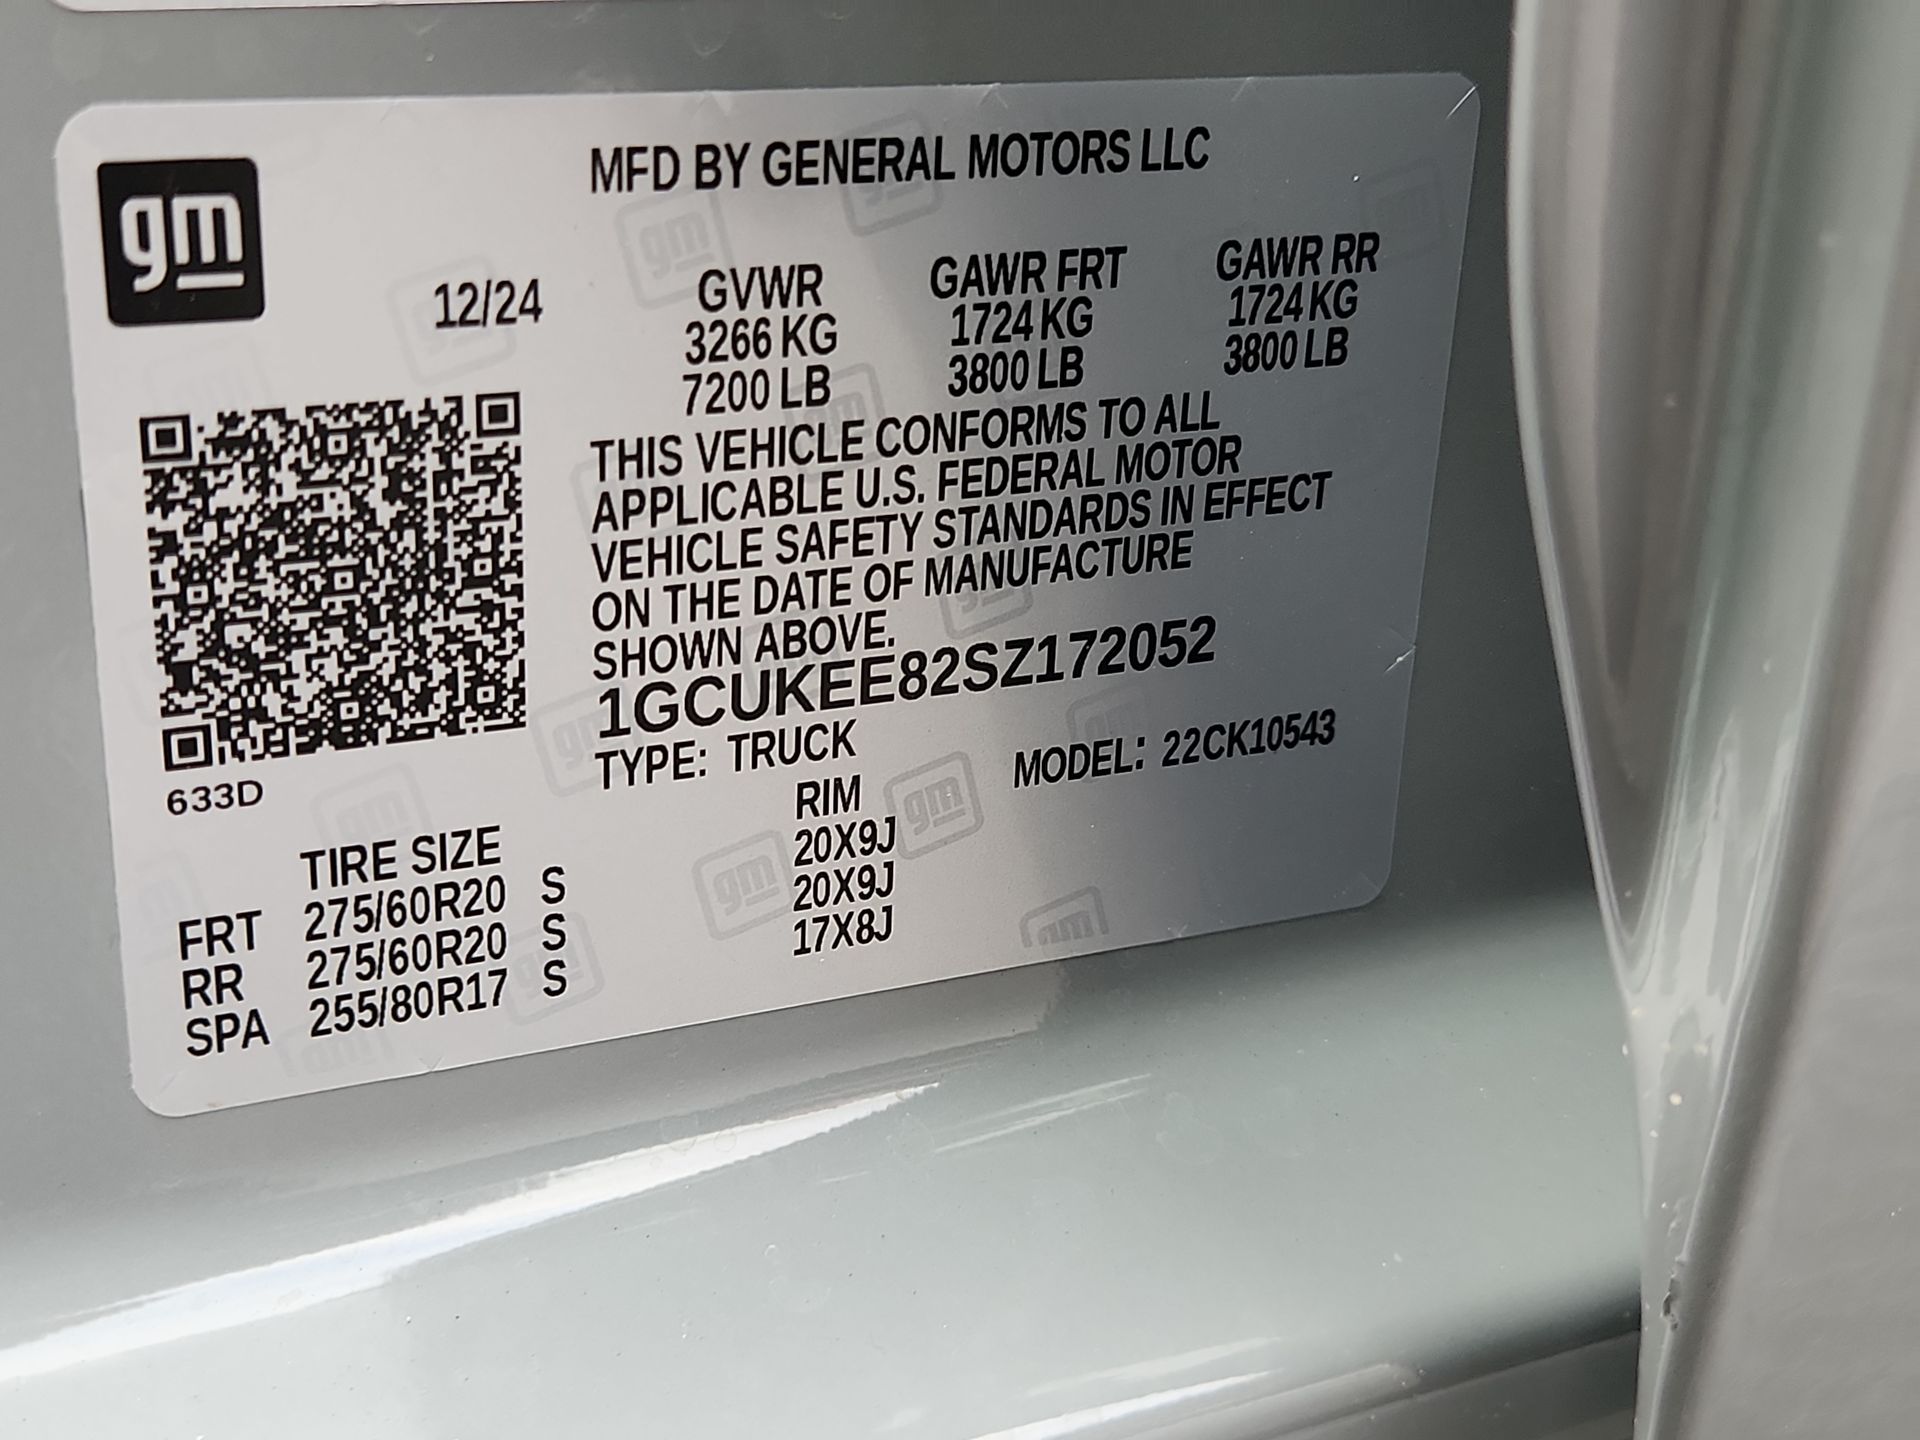 gm
MFD BY GENERAL MOTORS LLC
12/24 GVWR GAWR FRT GAWR RR
3266 KG 1724 KG 1724 KG
7200 LB 3800 LB 3800 LB
THIS VEHICLE CONFORMS TO ALL
APPLICABLE U.S. FEDERAL MOTOR
VEHICLE SAFETY STANDARDS IN EFFECT
ON THE DATE OF MANUFACTURE
SHOWN ABOVE.
1GCUKEE82SZ172052
TYPE: TRUCK MODEL: 22CK10543
633D
TIRE SIZE RIM
FRT 275/60R20 S 20X9J
RR 275/60R20 S 20X9J
SPA 255/80R17 S 17X8J